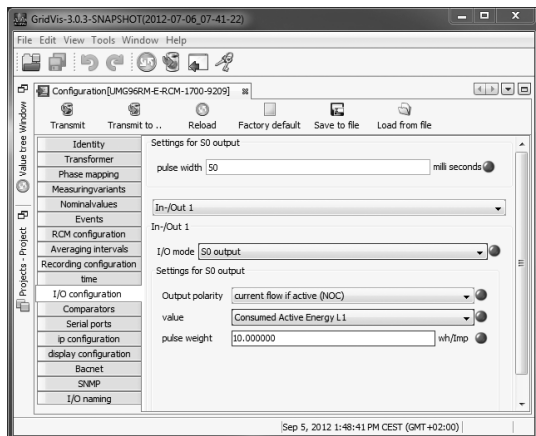 GridVis-3.0.3-SNAPSHOT(2012-07-06_07-41-22)
File Edit View Tools Window Help
Configuration[UMG96RM-E-RCM-1700-9209]
Transmit Transmit to .. Reload Factory default Save to file Load from file
Value tree Window
Projects - Project
Identity
Transformer
Phase mapping
Measuringvariants
Nominalvalues
Events
RCM configuration
Averaging intervals
Recording configuration
time
I/O configuration
Comparators
Serial ports
ip configuration
display configuration
Bacnet
SNMP
I/O naming
Settings for S0 output
pulse width 50 milli seconds
In-/Out 1
In-/Out 1
I/O mode S0 output
Settings for S0 output
Output polarity current flow if active (NOC)
value Consumed Active Energy L1
pulse weight 10.000000 wh/Imp
Sep 5, 2012 1:48:41 PM CEST (GMT+02:00)